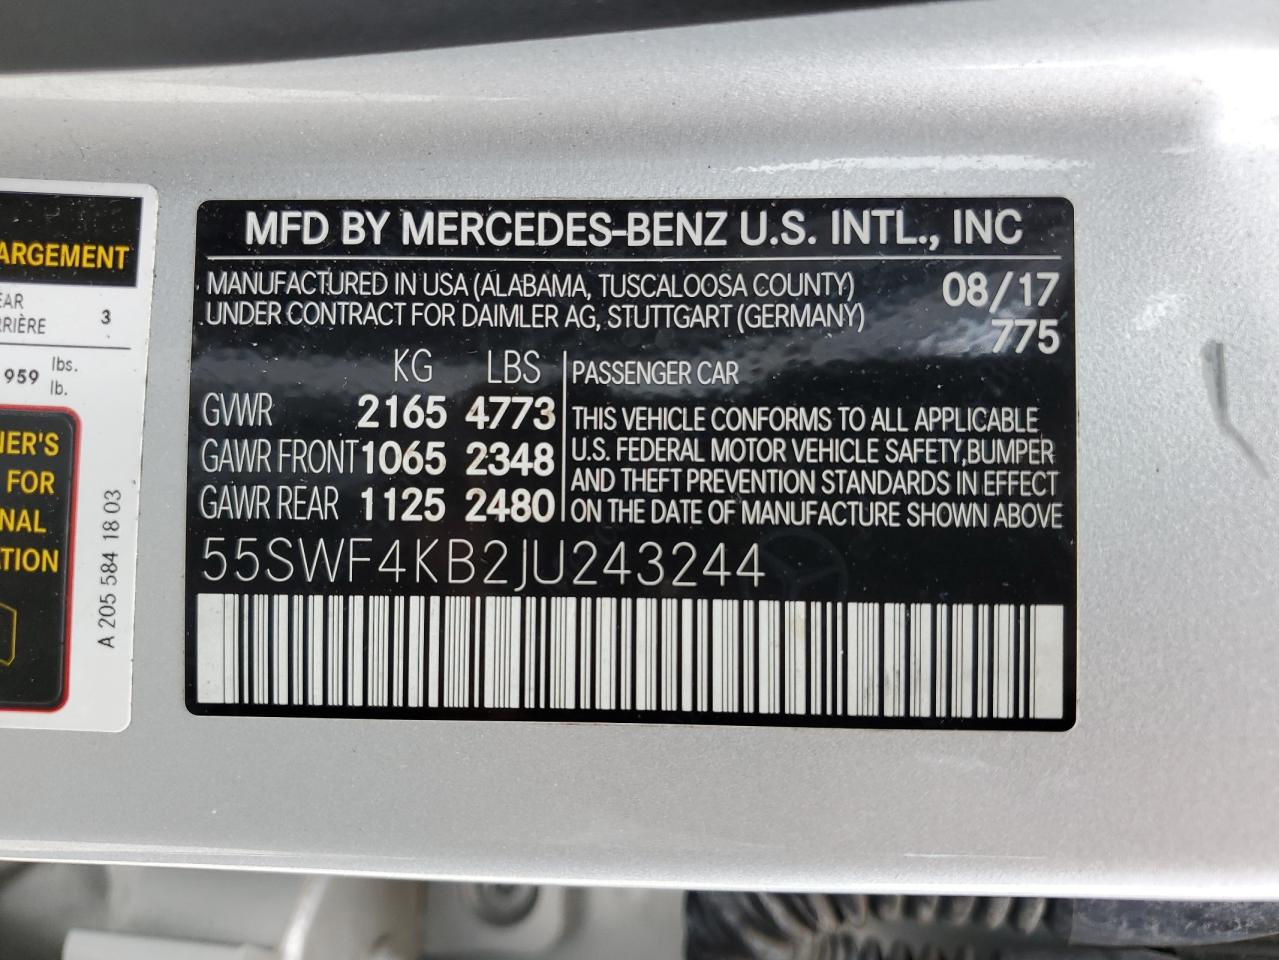 ARGEMENT
EAR
RRIÈRE 3
959 lbs.
lb.
NER'S
FOR
NAL
ATION
A 205 584 18 03
MFD BY MERCEDES-BENZ U.S. INTL., INC
MANUFACTURED IN USA (ALABAMA, TUSCALOOSA COUNTY) 08/17
UNDER CONTRACT FOR DAIMLER AG, STUTTGART (GERMANY) 775
KG LBS
GVWR 2165 4773
GAWR FRONT 1065 2348
GAWR REAR 1125 2480
PASSENGER CAR
THIS VEHICLE CONFORMS TO ALL APPLICABLE
U.S. FEDERAL MOTOR VEHICLE SAFETY, BUMPER
AND THEFT PREVENTION STANDARDS IN EFFECT
ON THE DATE OF MANUFACTURE SHOWN ABOVE
55SWF4KB2JU243244